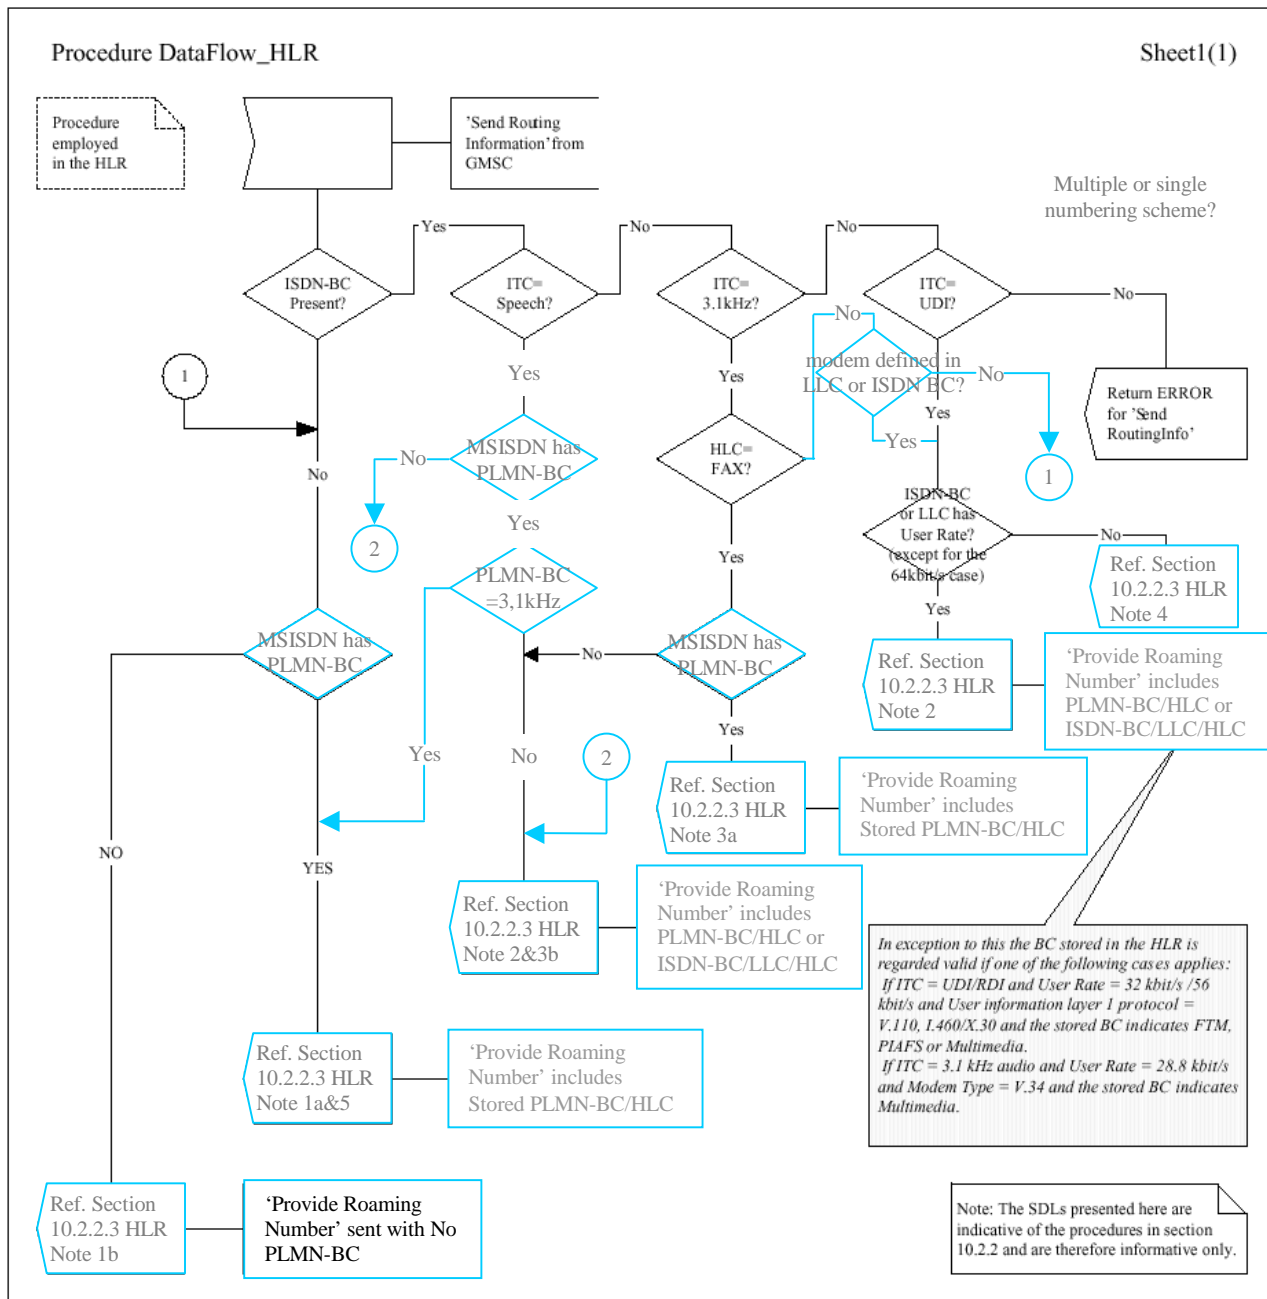 Procedure DataFlow_HLR
Sheet1(1)
Procedure
employed
in the HLR
'Send Routing
Information'from
GMSC
Multiple or single
numbering scheme?
Yes
No
No
ISDN-BC
Present?
ITC=
Speech?
ITC=
3.1kHz?
ITC=
UDI?
No
No
modem defined in
LLC or ISDN BC?
No
1
Yes
Yes
Return ERROR
for 'Send
RoutingInfo'
Yes
MSISDN has
PLMN-BC
No
HLC=
FAX?
Yes
No
1
ISDN-BC
or LLC has
User Rate?
(except for the
64kbit/s case)
No
2
Yes
Yes
PLMN-BC
=3,1kHz
Ref. Section
10.2.2.3 HLR
Note 4
Yes
MSISDN has
PLMN-BC
No
MSISDN has
PLMN-BC
Ref. Section
10.2.2.3 HLR
Note 2
‘Provide Roaming
Number’ includes
PLMN-BC/HLC or
ISDN-BC/LLC/HLC
Yes
Yes
No
2
Ref. Section
10.2.2.3 HLR
Note 3a
‘Provide Roaming
Number’ includes
Stored PLMN-BC/HLC
NO
YES
Ref. Section
10.2.2.3 HLR
Note 2&3b
‘Provide Roaming
Number’ includes
PLMN-BC/HLC or
ISDN-BC/LLC/HLC
In exception to this the BC stored in the HLR is
regarded valid if one of the following cases applies:
If ITC = UDI/RDI and User Rate = 32 kbit/s /56
kbit/s and User information layer 1 protocol =
V.110, I.460/X.30 and the stored BC indicates FTM,
PIAFS or Multimedia.
If ITC = 3.1 kHz audio and User Rate = 28.8 kbit/s
and Modem Type = V.34 and the stored BC indicates
Multimedia.
Ref. Section
10.2.2.3 HLR
Note 1a&5
‘Provide Roaming
Number’ includes
Stored PLMN-BC/HLC
Ref. Section
10.2.2.3 HLR
Note 1b
‘Provide Roaming
Number’ sent with No
PLMN-BC
Note: The SDLs presented here are
indicative of the procedures in section
10.2.2 and are therefore informative only.